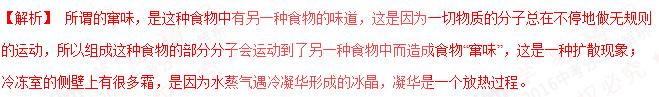 【解析】 所谓的窜味，是这种食物中有另一种食物的味道，这是因为一切物质的分子总在不停地做无规则
的运动，所以组成这种食物的部分分子会运动到了另一种食物中而造成食物“窜味”，这是一种扩散现象；
冷冻室的侧壁上有很多霜，是因为水蒸气遇冷凝华形成的冰晶，凝华是一个放热过程。